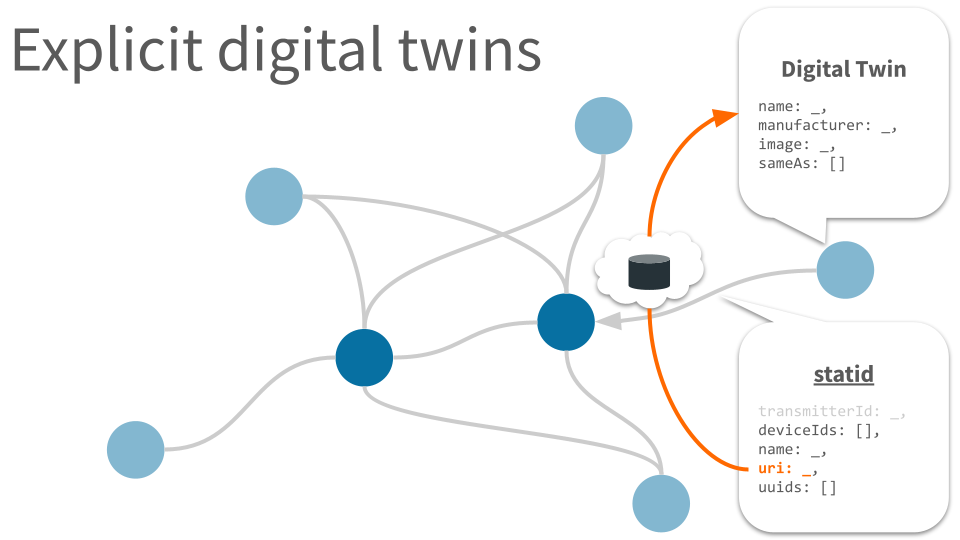 Explicit digital twins
Digital Twin
name: _,
manufacturer: _,
image: _,
sameAs: []
statid
transmitterId: _,
deviceIds: [],
name: _,
uri: _,
uuids: []